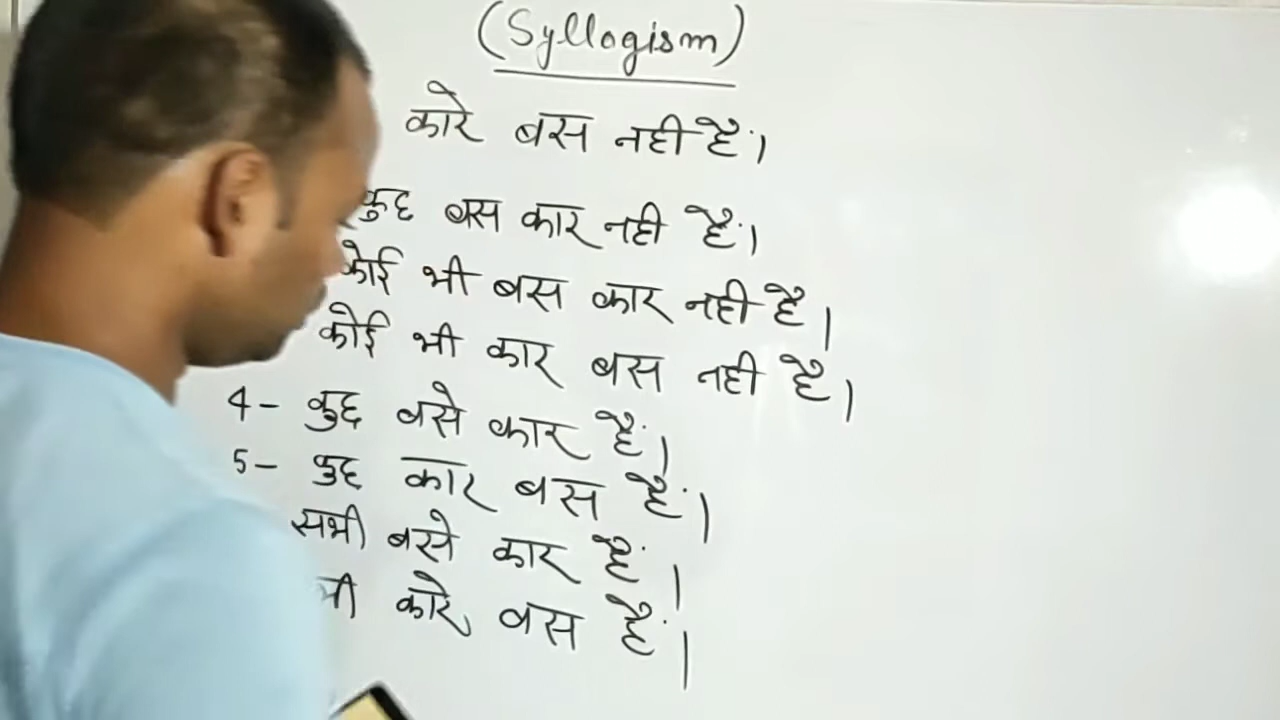 (Syllogism)
कारे बस नही हैं।
कुछ बस कार नही हैं।
कोई भी बस कार नही है।
कोई भी कार बस नही है।
4- कुछ बसे कार हैं।
5- कुछ कार बस हैं।
सभी बसे कार हैं।
कारे बस हैं।